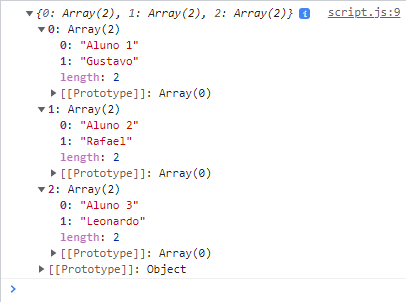 {0: Array(2), 1: Array(2), 2: Array(2)} i script.js:9
0: Array(2)
0: "Aluno 1"
1: "Gustavo"
length: 2
[[Prototype]]: Array(0)
1: Array(2)
0: "Aluno 2"
1: "Rafael"
length: 2
[[Prototype]]: Array(0)
2: Array(2)
0: "Aluno 3"
1: "Leonardo"
length: 2
[[Prototype]]: Array(0)
[[Prototype]]: Object